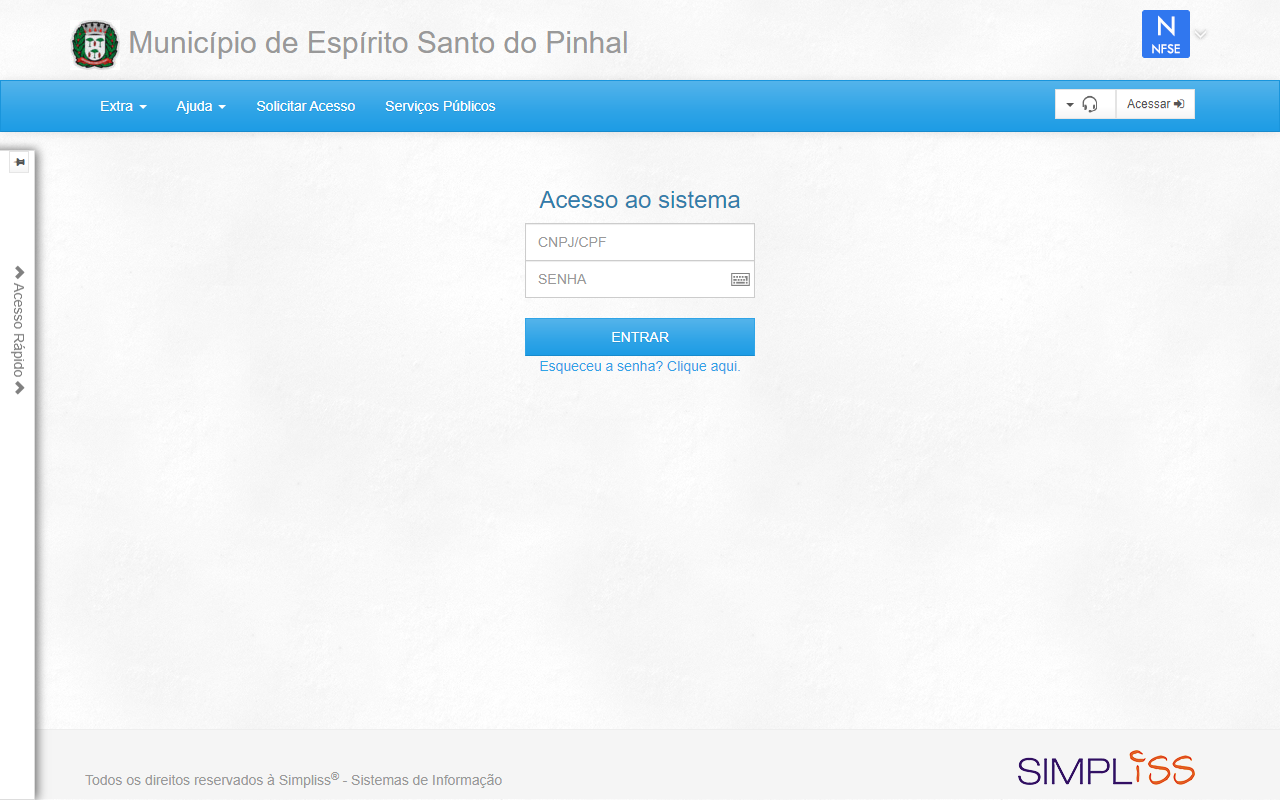 Município de Espírito Santo do Pinhal
N
NFSE
Extra
Ajuda
Solicitar Acesso
Serviços Públicos
Acessar
Acesso Rápido
Acesso ao sistema
CNPJ/CPF
SENHA
ENTRAR
Esqueceu a senha? Clique aqui.
Todos os direitos reservados à Simpliss® - Sistemas de Informação
SIMPLISS